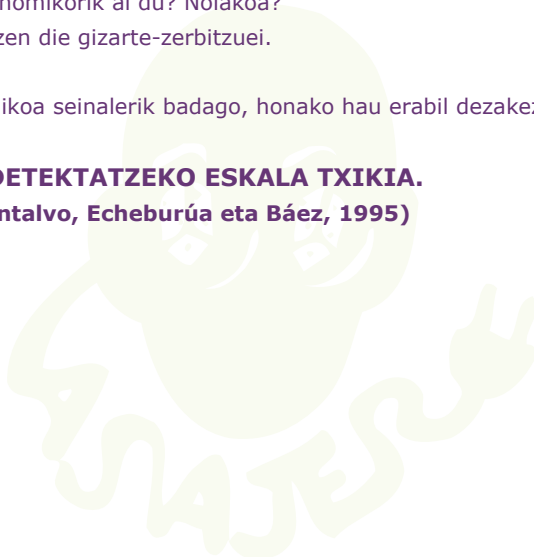 nomikorik al du? Nolakoa?
zen die gizarte-zerbitzuei.
ikoa seinalerik badago, honako hau erabil dezakez
DETEKTATZEKO ESKALA TXIKIA.
ntalvo, Echeburúa eta Báez, 1995)
LASAJESU